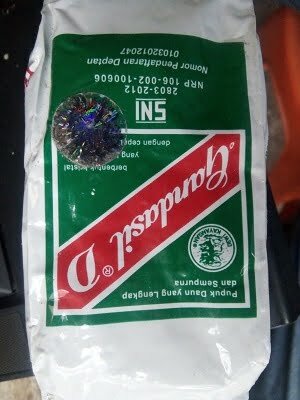 Pupuk Daun yang Lengkap
dan Sempurna
Gandasil® D
berbentuk kristal
yang
dengan cepat
SNI
2803-2012
NRP 106-002-100606
Nomor Pendaftaran Deptan
01032012047